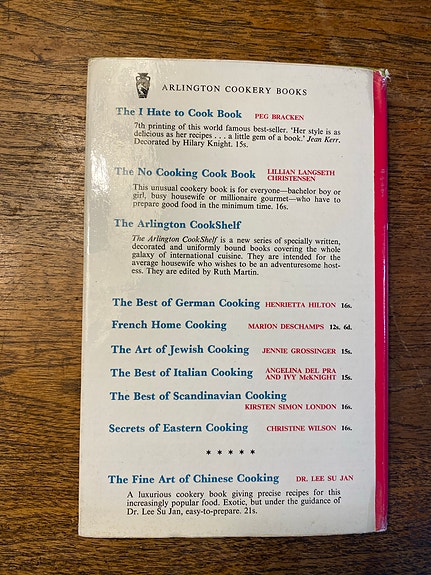 ARLINGTON COOKERY BOOKS
The I Hate to Cook Book PEG BRACKEN
7th printing of this world famous best-seller. 'Her style is as
delicious as her recipes . . . a little gem of a book.' Jean Kerr.
Decorated by Hilary Knight. 15s.
The No Cooking Cook Book LILLIAN LANGSETH
CHRISTENSEN
This unusual cookery book is for everyone—bachelor boy or
girl, busy housewife or millionaire gourmet—who have to
prepare good food in the minimum time. 16s.
The Arlington CookShelf
The Arlington CookShelf is a new series of specially written,
decorated and uniformly bound books covering the whole
galaxy of international cuisine. They are intended for the
average housewife who wishes to be an adventuresome host-
ess. They are edited by Ruth Martin.
The Best of German Cooking HENRIETTA HILTON 16s.
French Home Cooking MARION DESCHAMPS 12s. 6d.
The Art of Jewish Cooking JENNIE GROSSINGER 15s.
The Best of Italian Cooking ANGELINA DEL PRA
AND IVY McKNIGHT 15s.
The Best of Scandinavian Cooking
KIRSTEN SIMON LONDON 16s.
Secrets of Eastern Cooking CHRISTINE WILSON 16s.
* * * * *
The Fine Art of Chinese Cooking DR. LEE SU JAN
A luxurious cookery book giving precise recipes for this
increasingly popular food. Exotic, but under the guidance of
Dr. Lee Su Jan, easy-to-prepare. 21s.